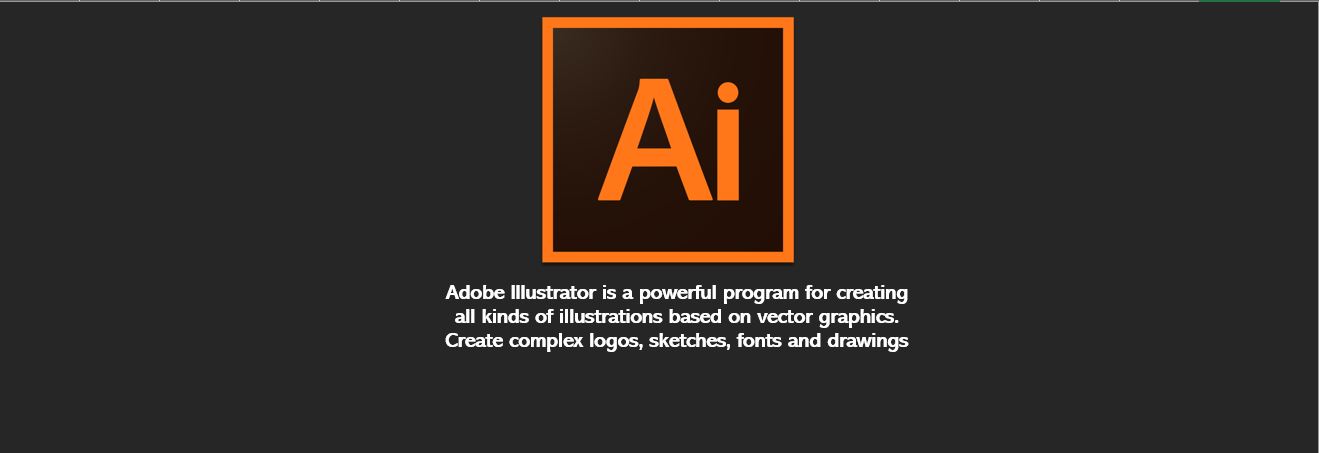 Ai
Adobe Illustrator is a powerful program for creating
all kinds of illustrations based on vector graphics.
Create complex logos, sketches, fonts and drawings